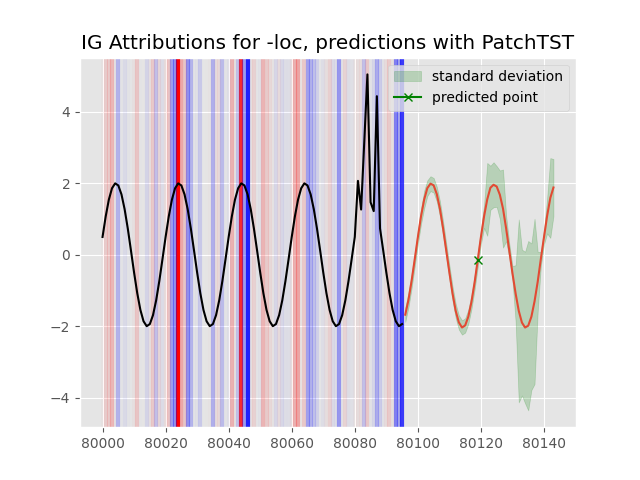 IG Attributions for -loc, predictions with PatchTST
standard deviation
predicted point
4
2
0
−2
−4
80000 80020 80040 80060 80080 80100 80120 80140